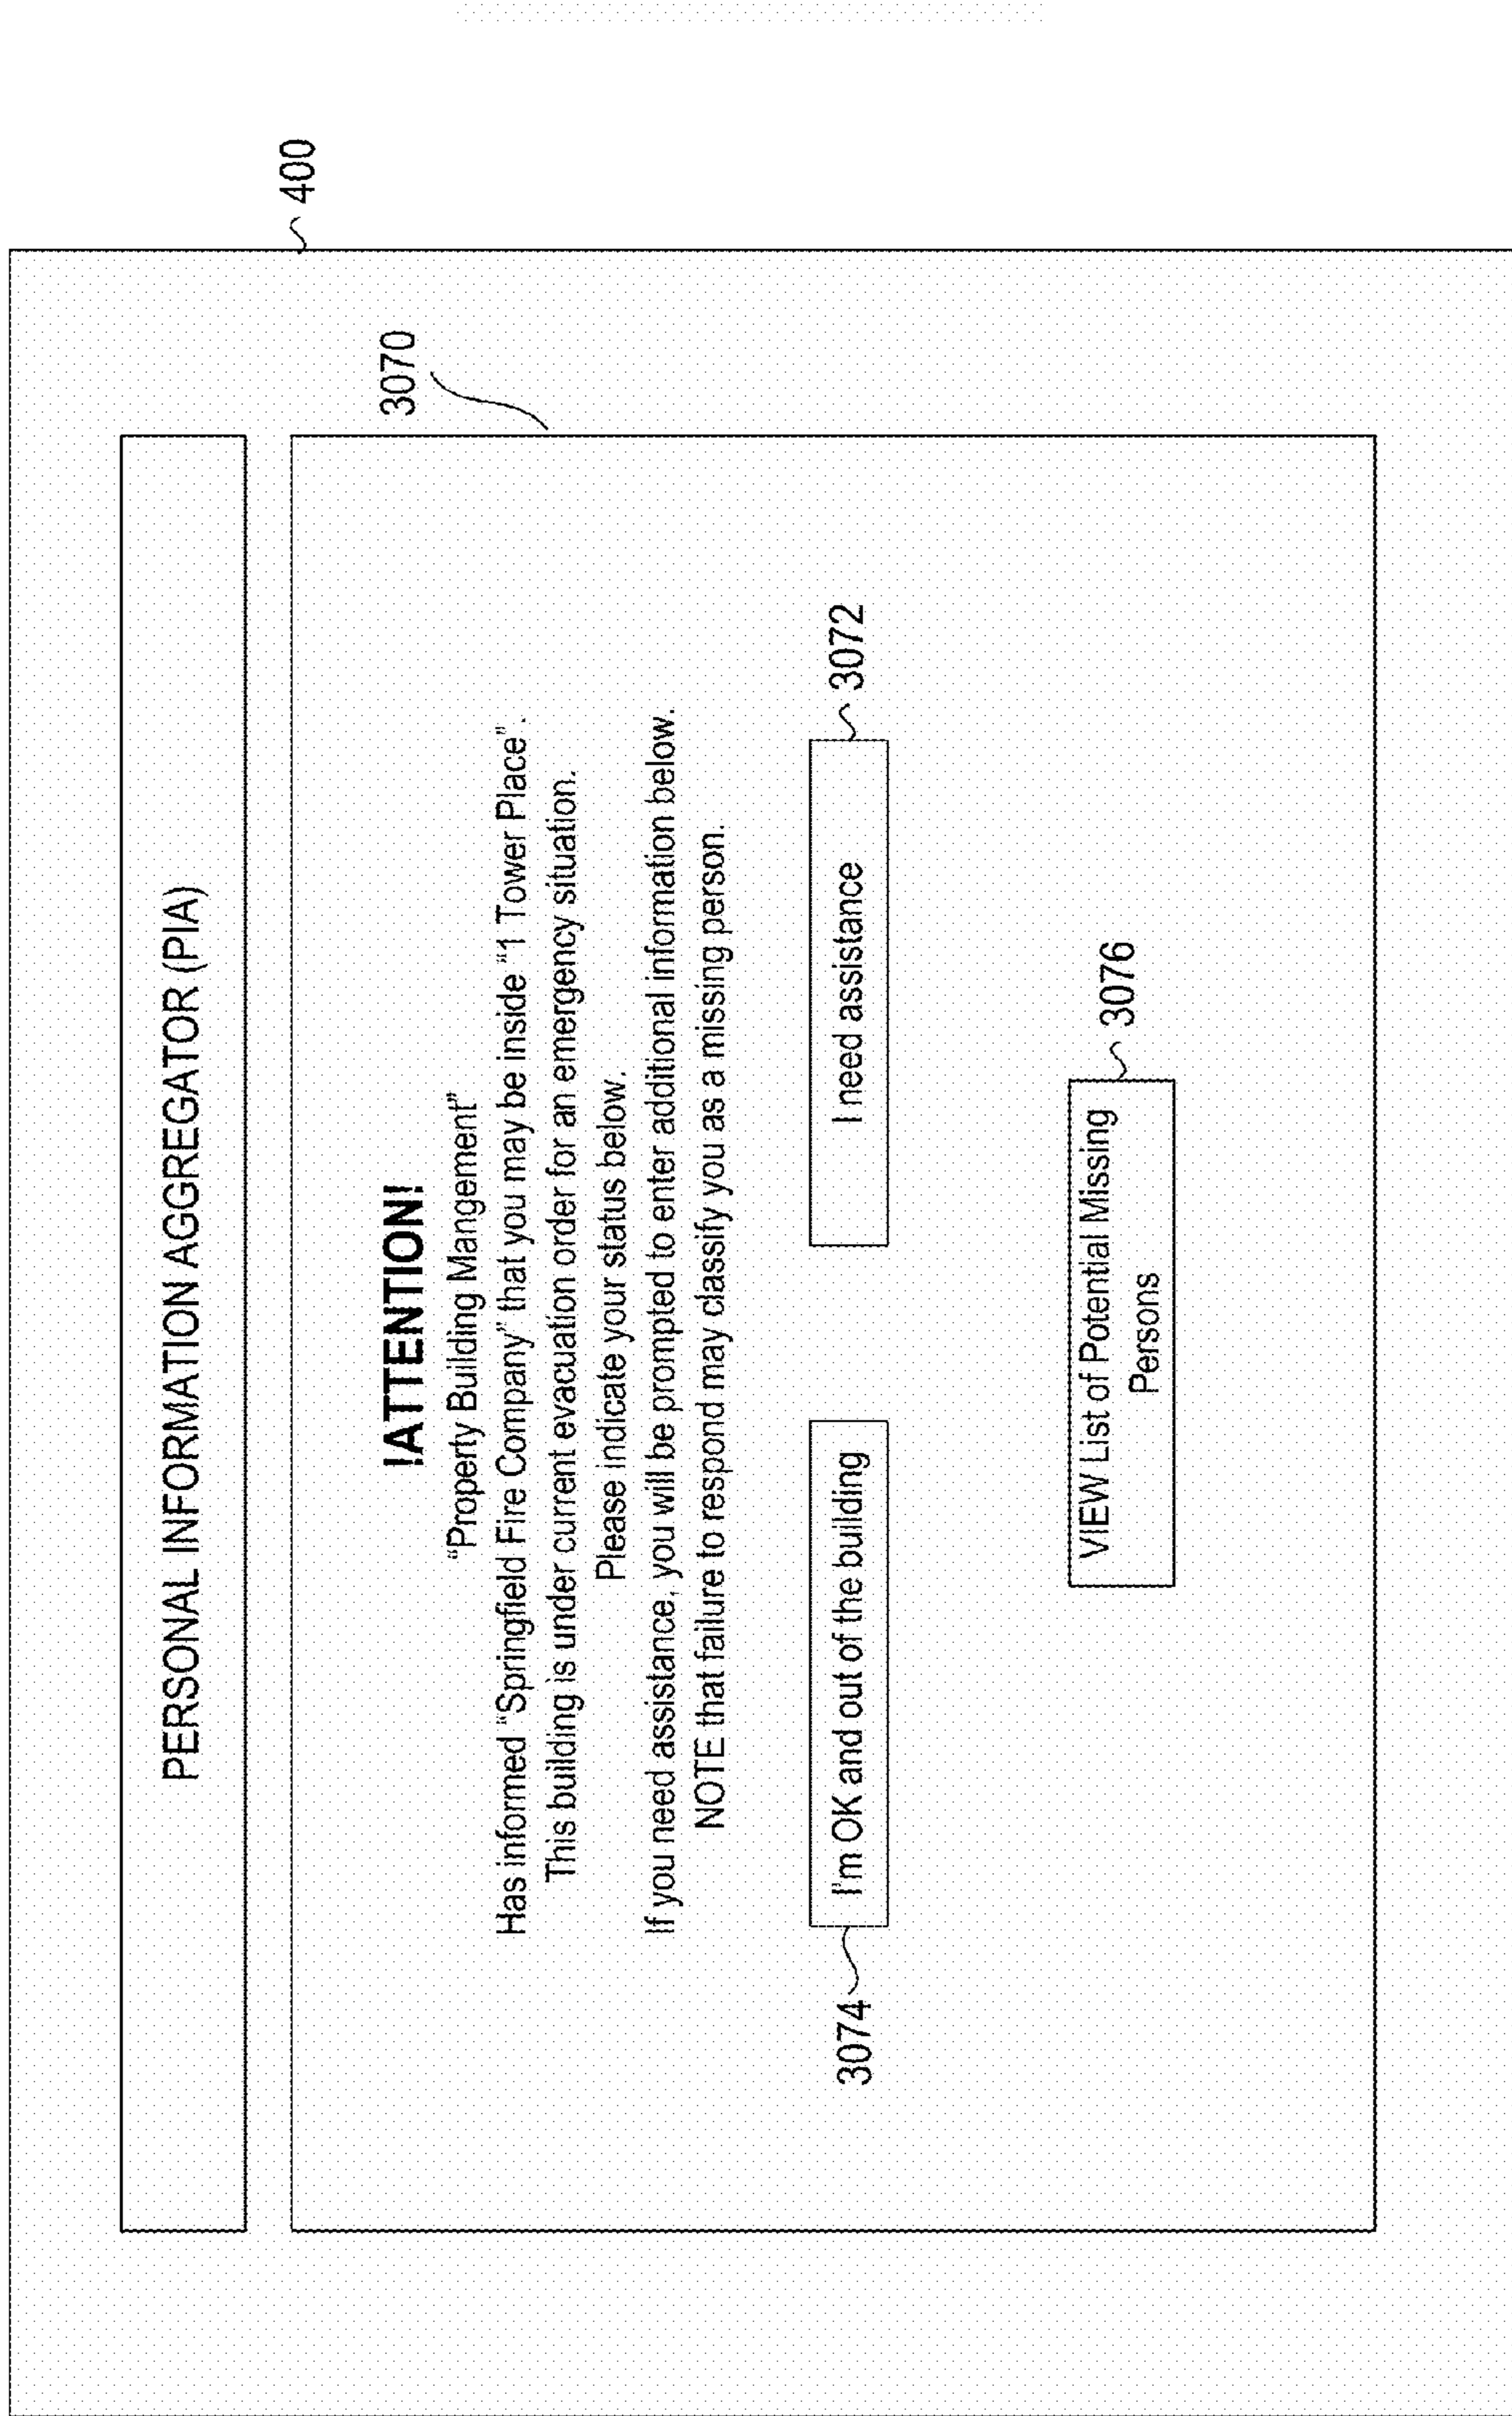 400
PERSONAL INFORMATION AGGREGATOR (PIA)
3070
!ATTENTION!
“Property Building Mangement”
Has informed “Springfield Fire Company” that you may be inside “1 Tower Place”.
This building is under current evacuation order for an emergency situation.
Please indicate your status below.
If you need assistance, you will be prompted to enter additional information below.
NOTE that failure to respond may classify you as a missing person.
3074
I'm OK and out of the building
I need assistance
3072
VIEW List of Potential Missing
Persons
3076